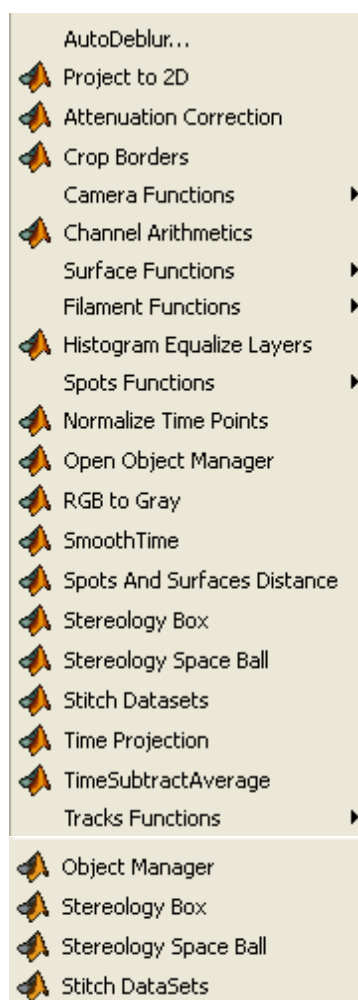 AutoDeblur...
Project to 2D
Attenuation Correction
Crop Borders
Camera Functions
Channel Arithmetics
Surface Functions
Filament Functions
Histogram Equalize Layers
Spots Functions
Normalize Time Points
Open Object Manager
RGB to Gray
SmoothTime
Spots And Surfaces Distance
Stereology Box
Stereology Space Ball
Stitch Datasets
Time Projection
TimeSubtractAverage
Tracks Functions
Object Manager
Stereology Box
Stereology Space Ball
Stitch DataSets